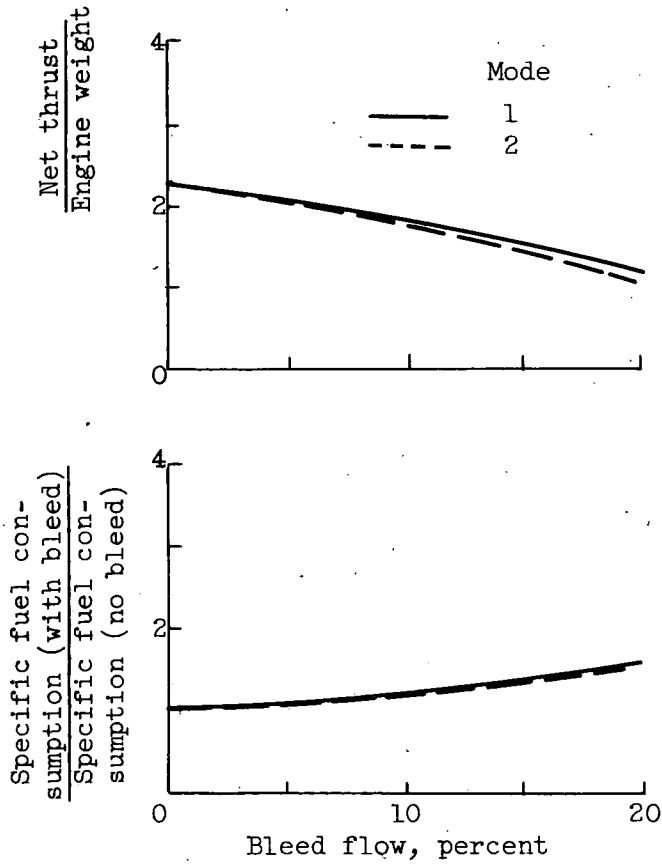 4
2
0
Net thrust
Engine weight
Mode
1
2
4
2
0
10
20
Specific fuel con-
sumption (with bleed)
Specific fuel con-
sumption (no bleed)
Bleed flow, percent